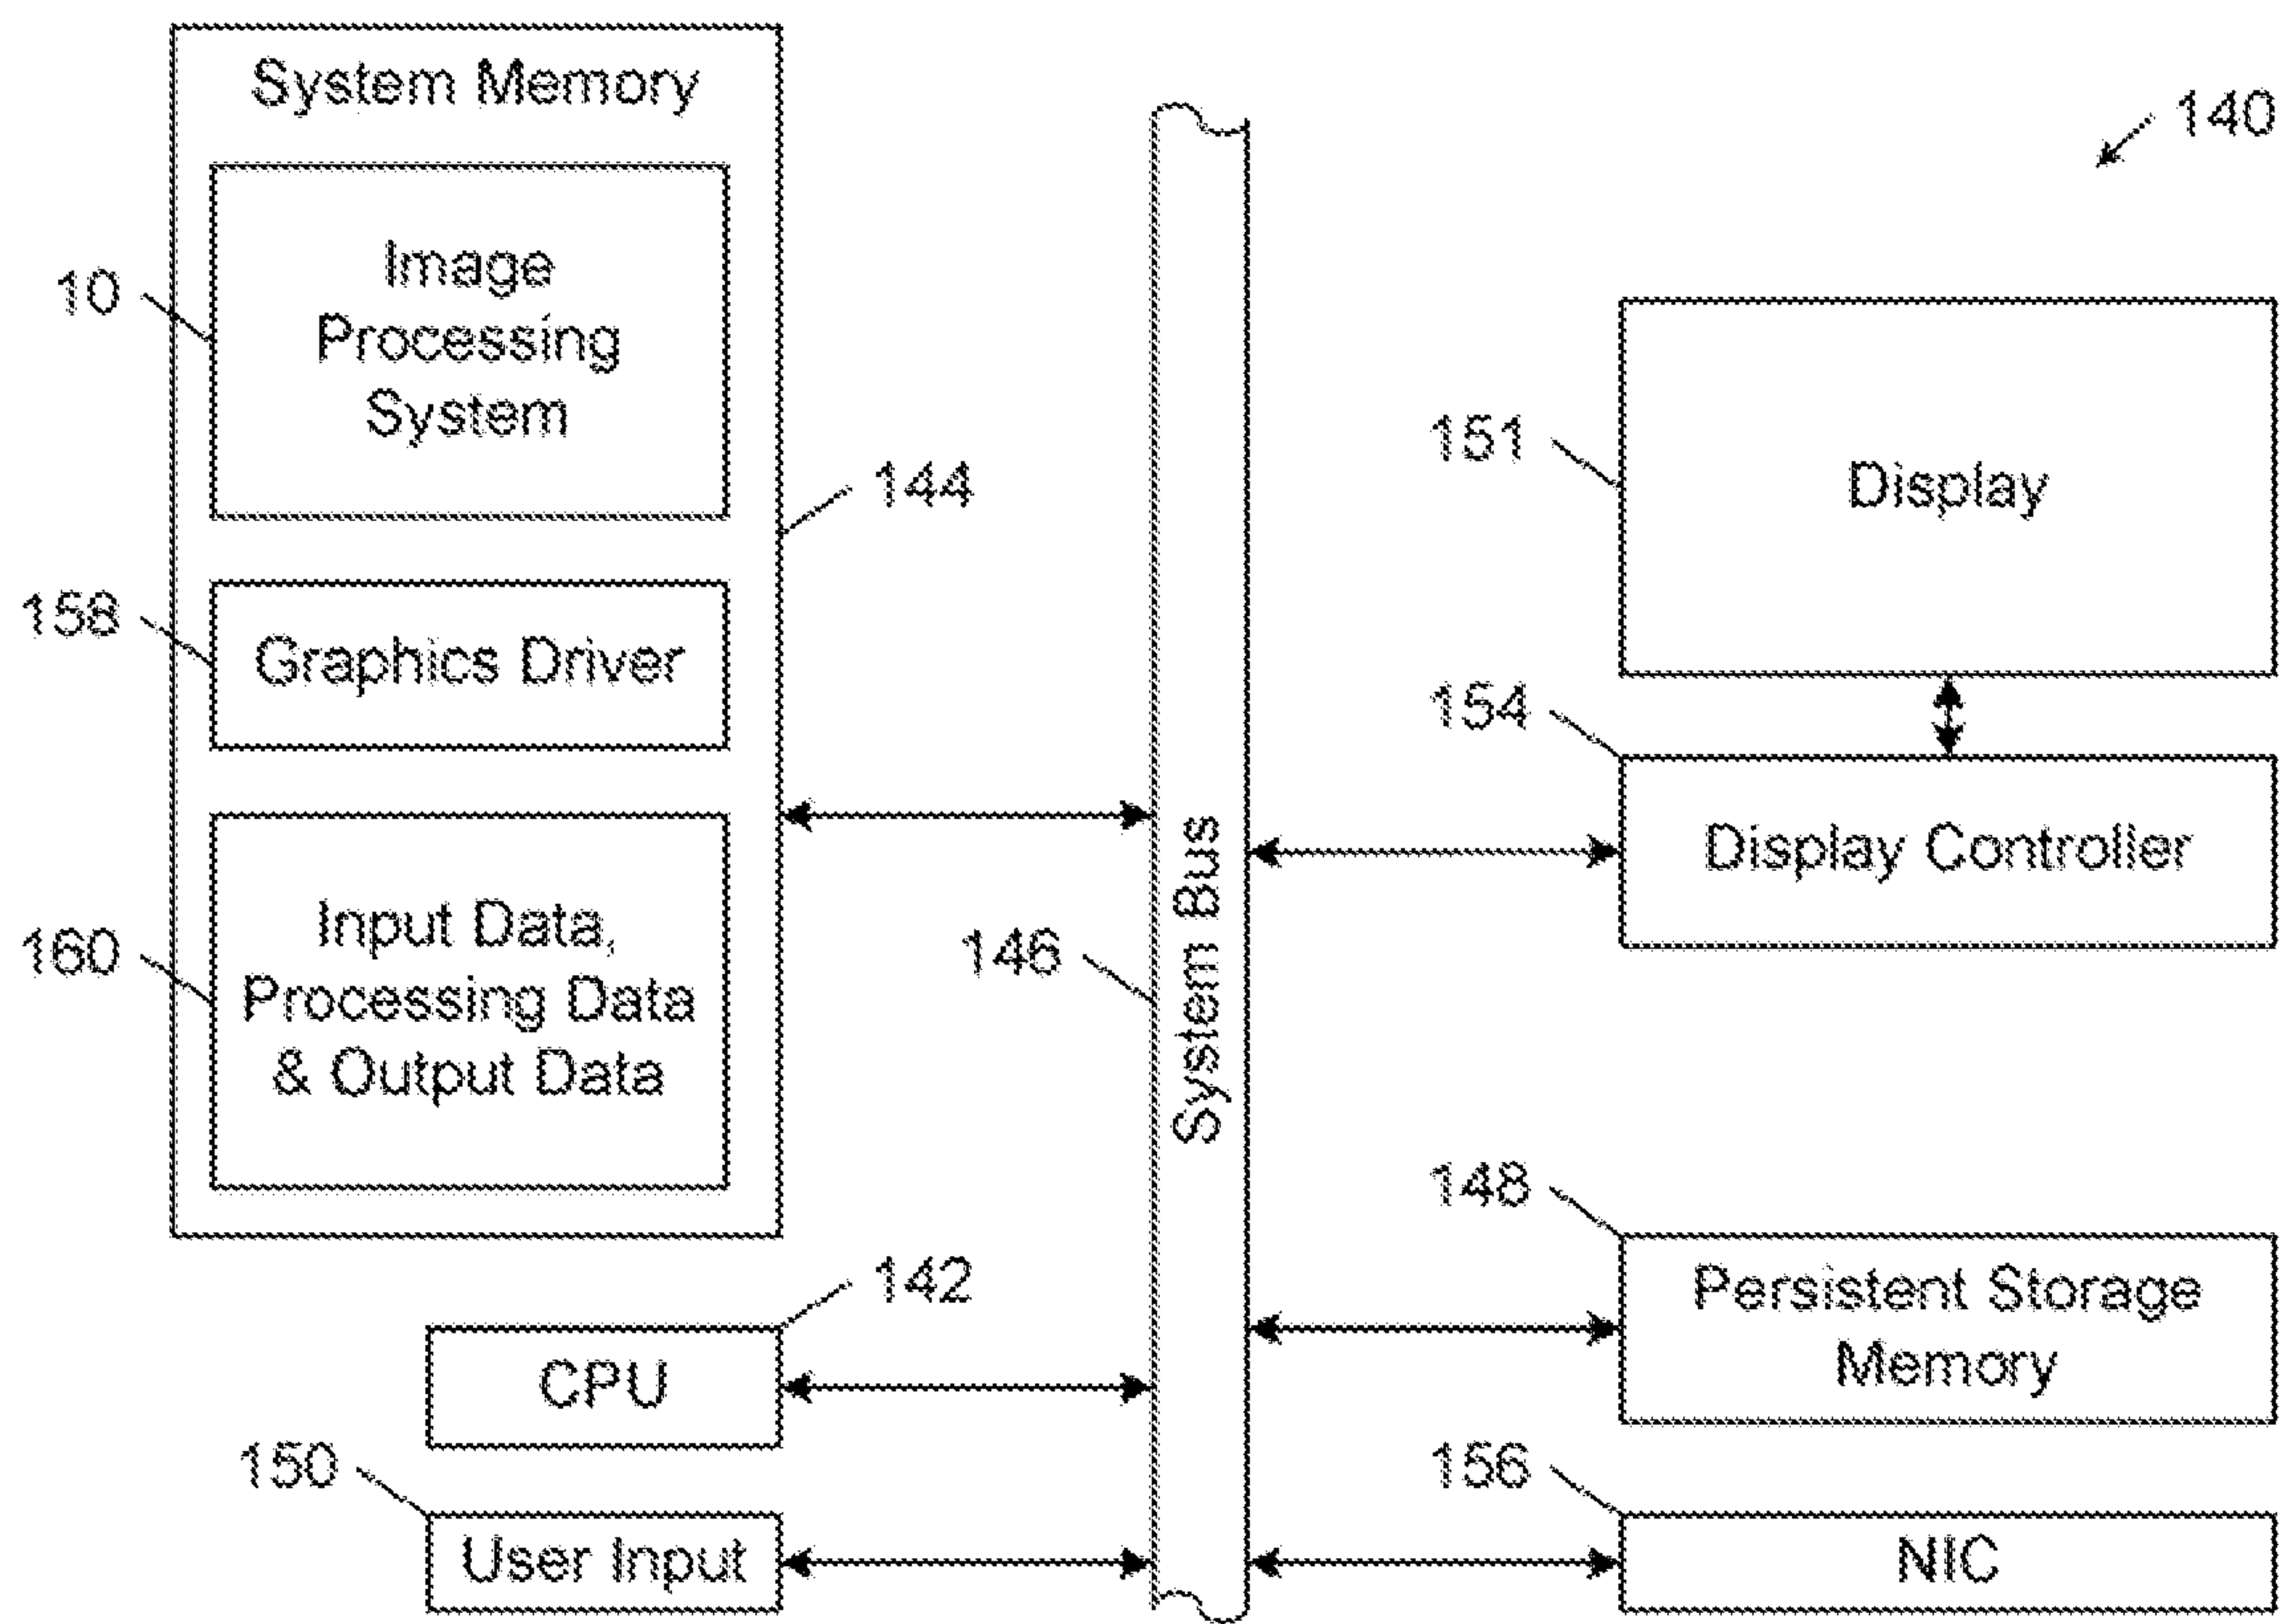 System Memory
140
Image
Processing
System
10
144
151
Display
158
Graphics Driver
154
Display Controller
Input Data,
Processing Data
& Output Data
160
146
System Bus
148
Persistent Storage
Memory
142
CPU
150
User Input
156
NIC